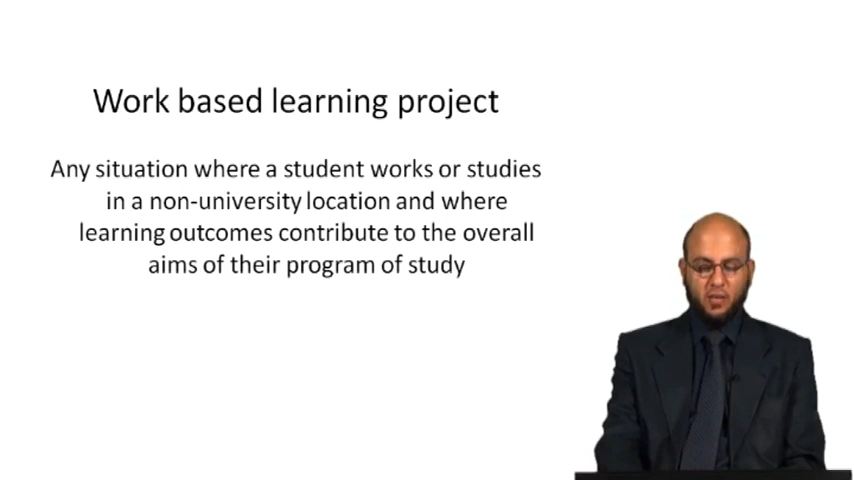 Work based learning project
Any situation where a student works or studies
in a non-university location and where
learning outcomes contribute to the overall
aims of their program of study